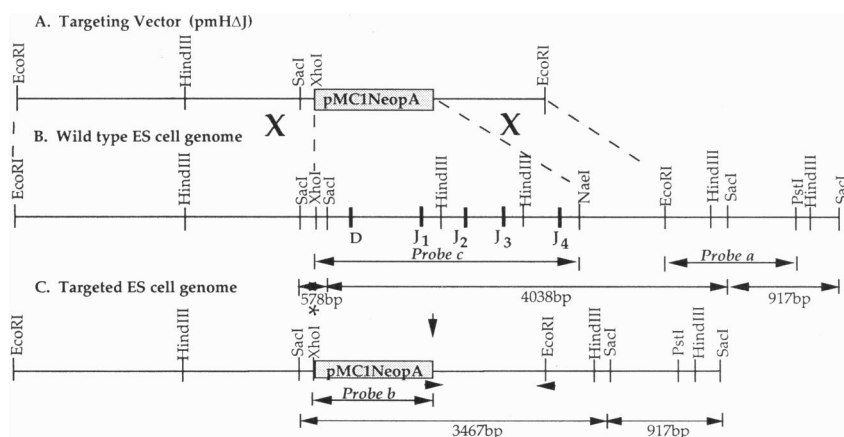 A. Targeting Vector (pmHΔJ)
EcoRI
HindIII
SacI
XhoI
EcoRI
pMC1NeopA
X
X
B. Wild type ES cell genome
EcoRI
HindIII
SacI
XhoI
SacI
HindIII
HindIII
NaeI
EcoRI
HindIII
SacI
PstI
HindIII
SacI
D
J1
J2
J3
J4
Probe c
Probe a
C. Targeted ES cell genome
578bp
4038bp
917bp
*
EcoRI
HindIII
SacI
XhoI
EcoRI
HindIII
SacI
PstI
HindIII
SacI
pMC1NeopA
Probe b
3467bp
917bp